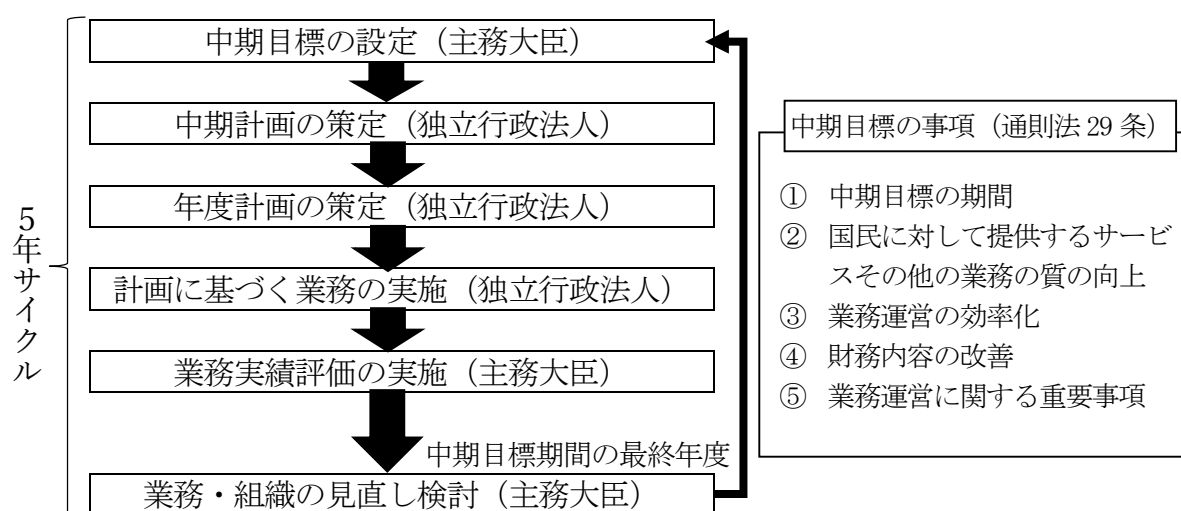 中期目標の設定（主務大臣）
中期計画の策定（独立行政法人）
年度計画の策定（独立行政法人）
計画に基づく業務の実施（独立行政法人）
業務実績評価の実施（主務大臣）
中期目標期間の最終年度
業務・組織の見直し検討（主務大臣）
5年サイクル
中期目標の事項（通則法 29 条）
① 中期目標の期間
② 国民に対して提供するサービ
スその他の業務の質の向上
③ 業務運営の効率化
④ 財務内容の改善
⑤ 業務運営に関する重要事項